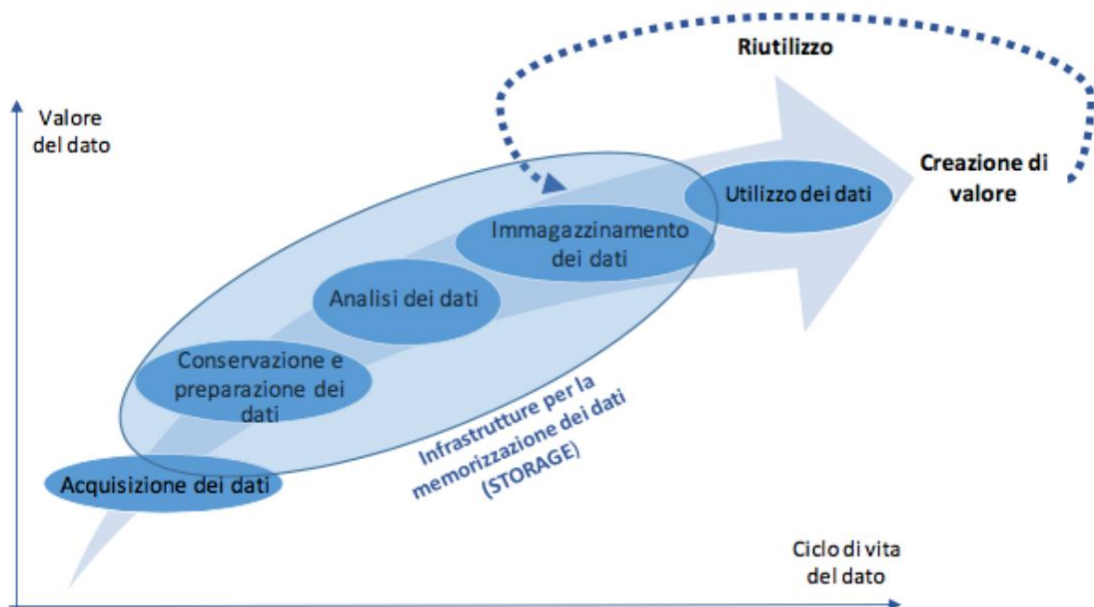 Riutilizzo
Valore
del dato
Creazione di
valore
Utilizzo dei dati
Immagazzinamento
dei dati
Analisi dei dati
Conservazione e
preparazione dei
dati
Infrastrutture per la
memorizzazione dei dati
(STORAGE)
Acquisizione dei dati
Ciclo di vita
del dato